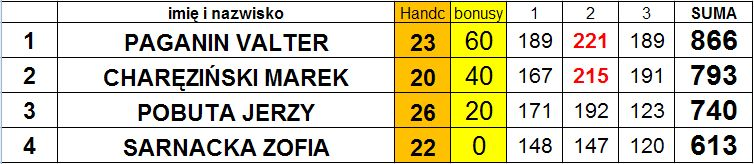 imię i nazwisko Handc bonusy 1 2 3 SUMA
1 PAGANIN VALTER 23 60 189 221 189 866
2 CHARĘZIŃSKI MAREK 20 40 167 215 191 793
3 POBUTA JERZY 26 20 171 192 123 740
4 SARNACKA ZOFIA 22 0 148 147 120 613